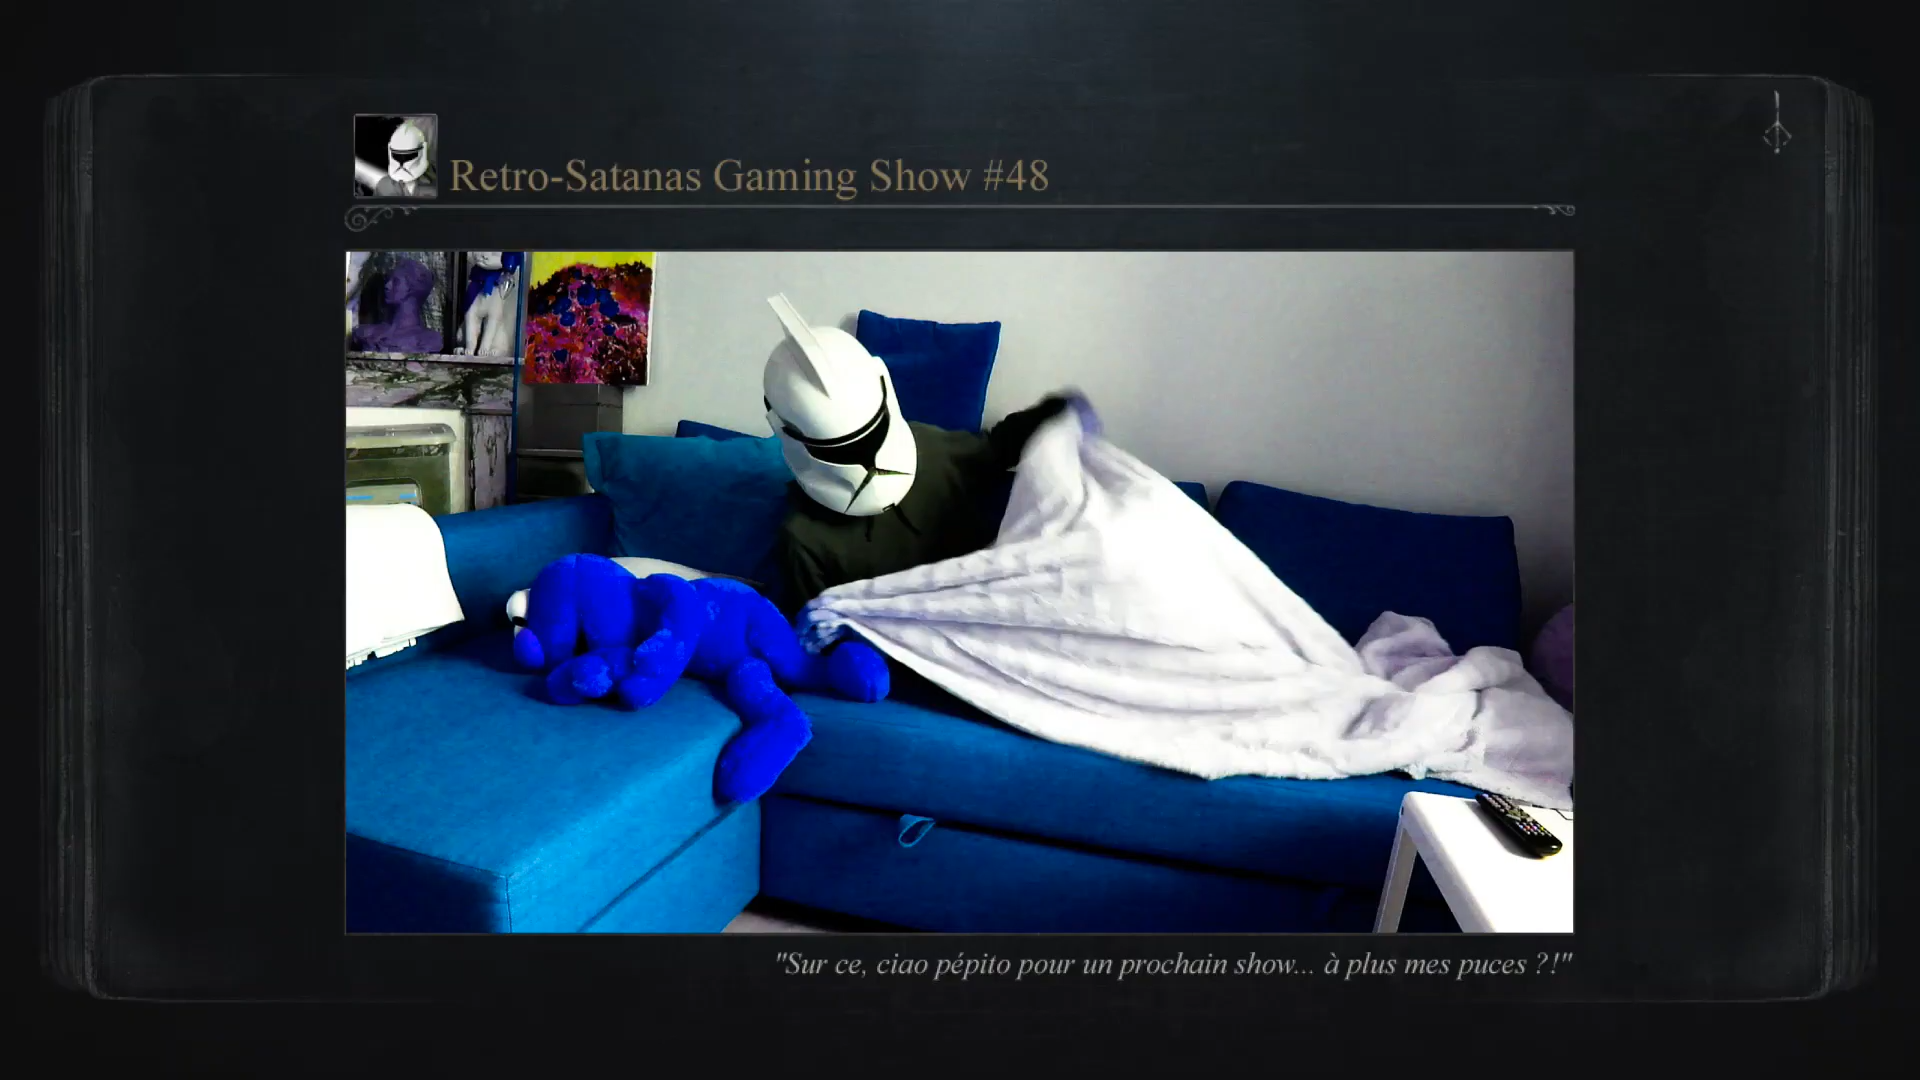 Retro-Satanas Gaming Show #48
"Sur ce, ciao pépito pour un prochain show... à plus mes puces ?!"